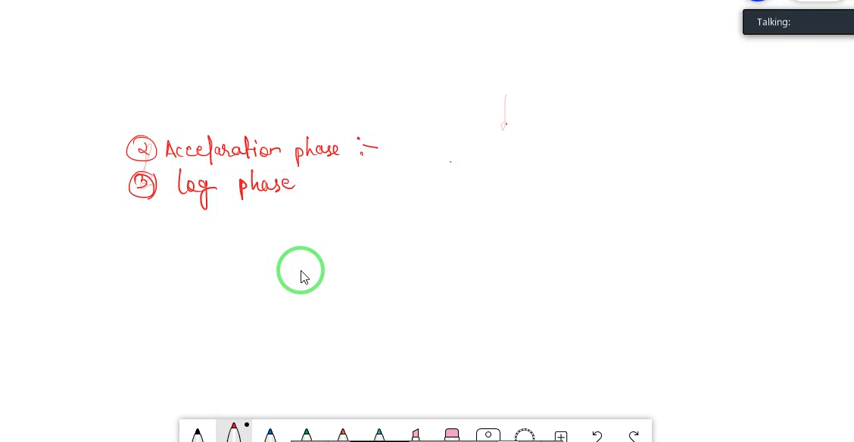 Talking:
② Accelaration phase :-
③ Log phase